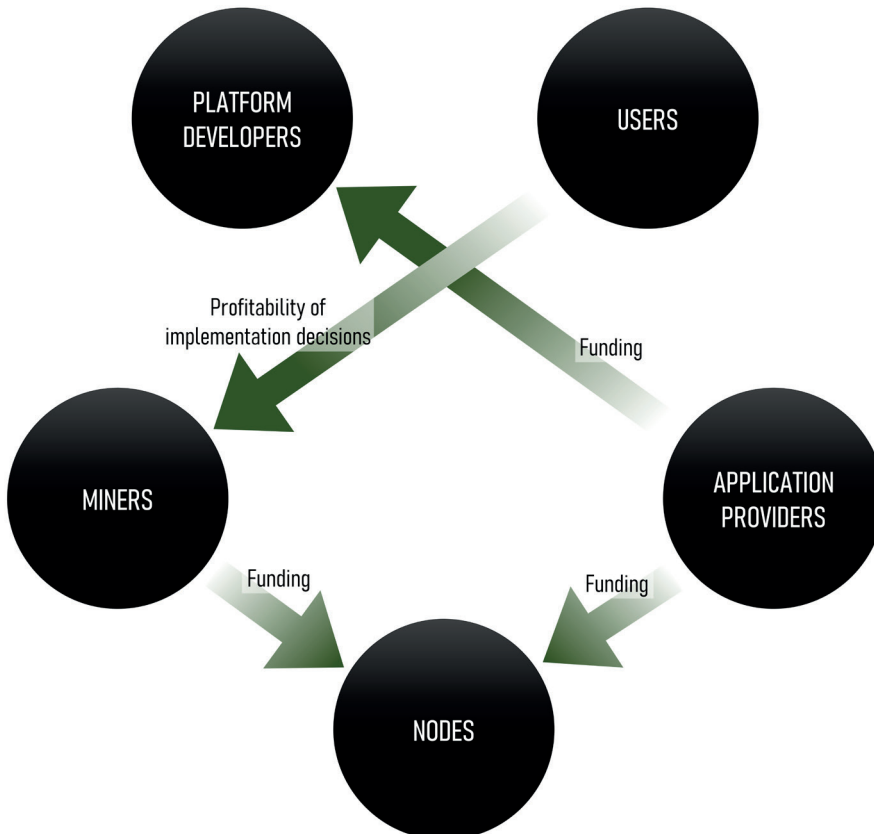 PLATFORM
DEVELOPERS
USERS
Profitability of
implementation decisions
Funding
MINERS
APPLICATION
PROVIDERS
Funding
Funding
NODES